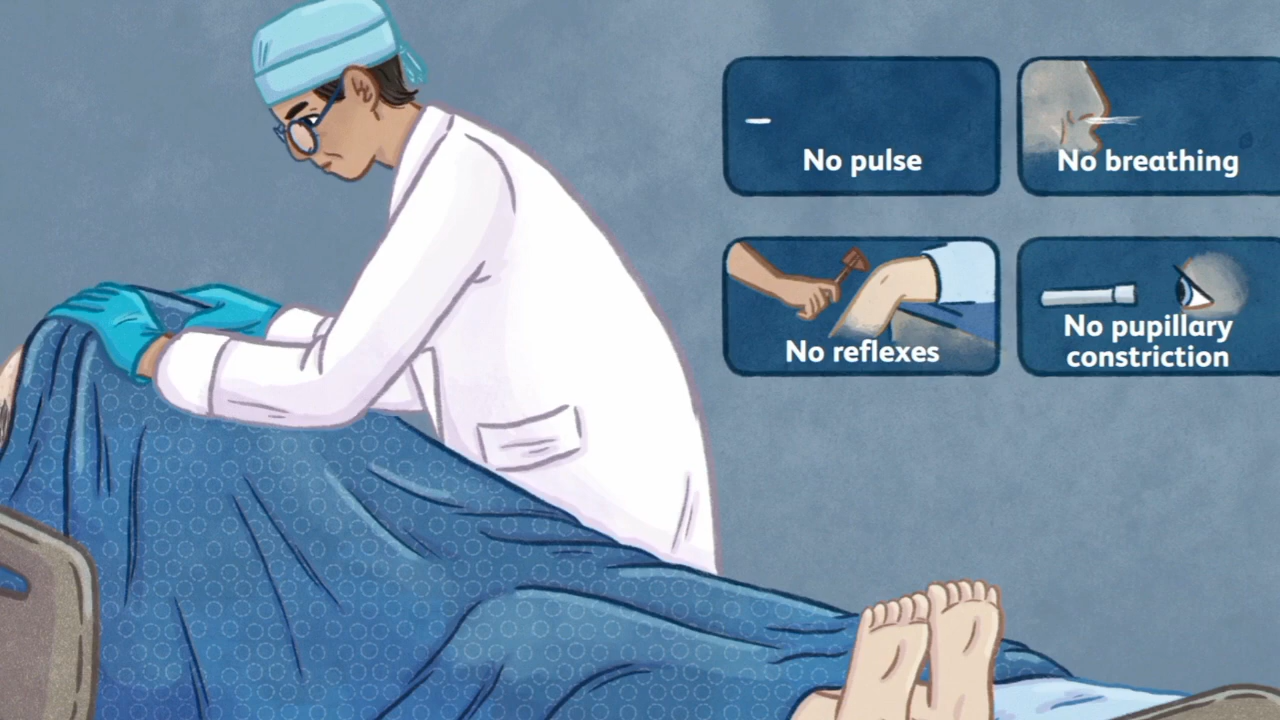 No pulse
No breathing
No reflexes
No pupillary
constriction